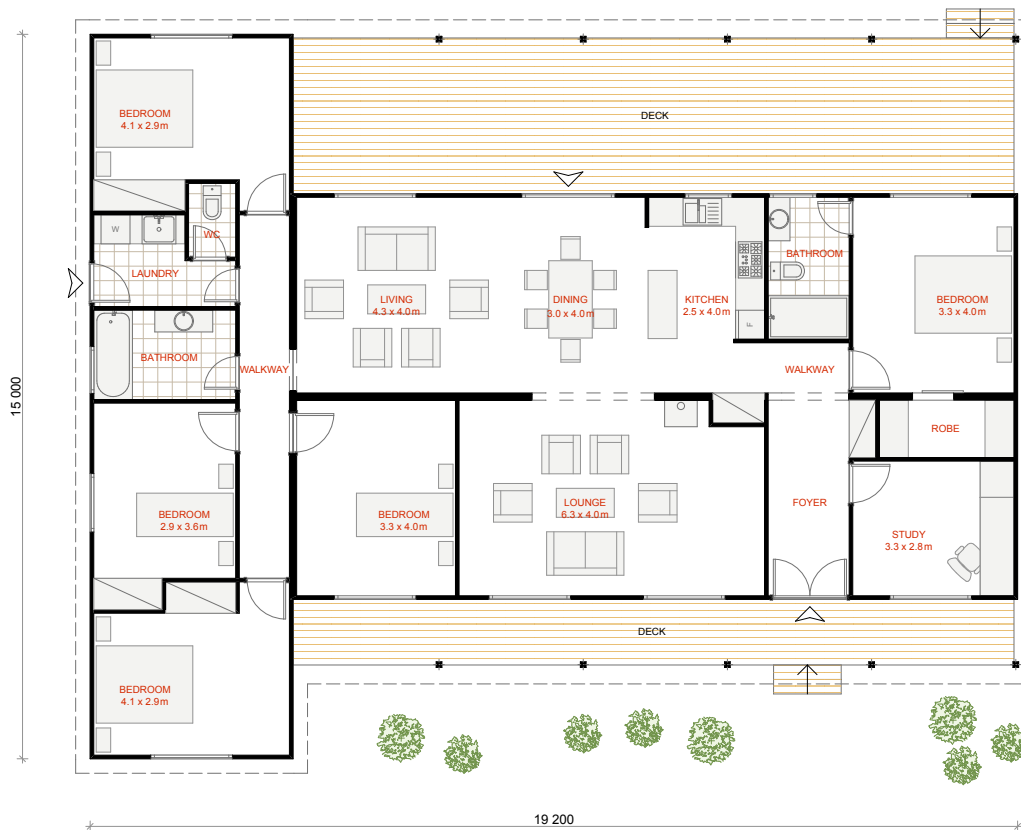 BEDROOM
4.1 x 2.9m
DECK
W
WC
LAUNDRY
BATHROOM
LIVING
4.3 x 4.0m
DINING
3.0 x 4.0m
KITCHEN
2.5 x 4.0m
BEDROOM
3.3 x 4.0m
F
BATHROOM
WALKWAY
WALKWAY
15 000
ROBE
BEDROOM
2.9 x 3.6m
BEDROOM
3.3 x 4.0m
LOUNGE
6.3 x 4.0m
FOYER
STUDY
3.3 x 2.8m
DECK
BEDROOM
4.1 x 2.9m
19 200